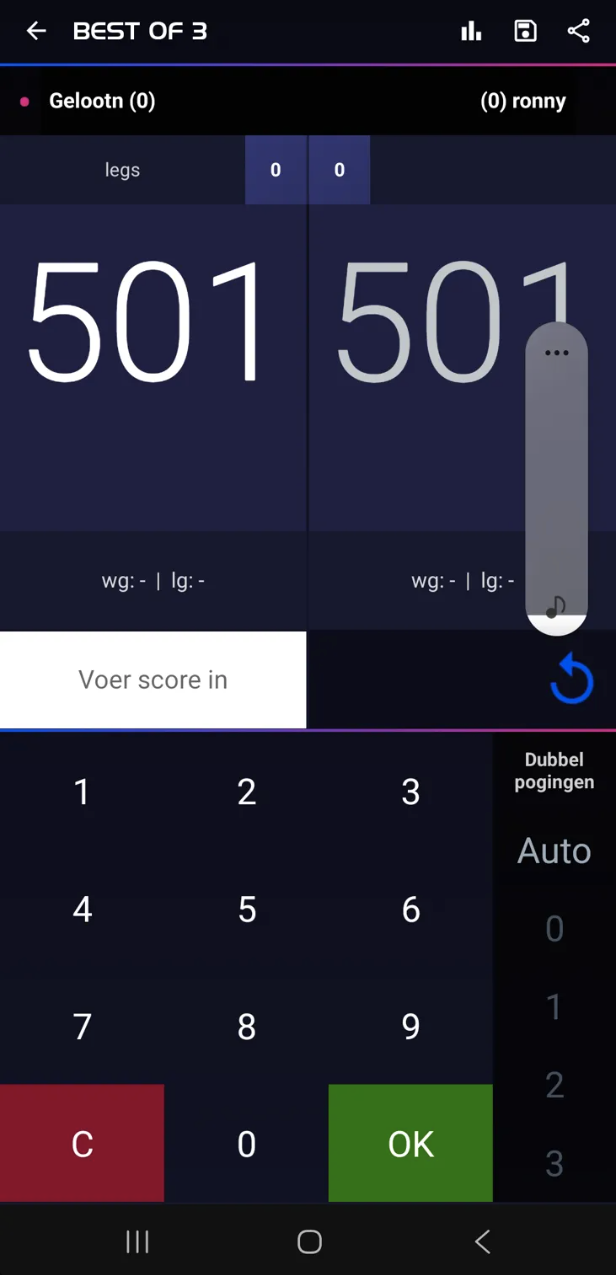 BEST OF 3
Gelootn (0)
(0) ronny
legs
0
0
501
501
wg: - | lg: -
wg: - | lg: -
Voer score in
Dubbel
pogingen
1 2 3
Auto
4 5 6
0
7 8 9
1
2
C 0 OK
3